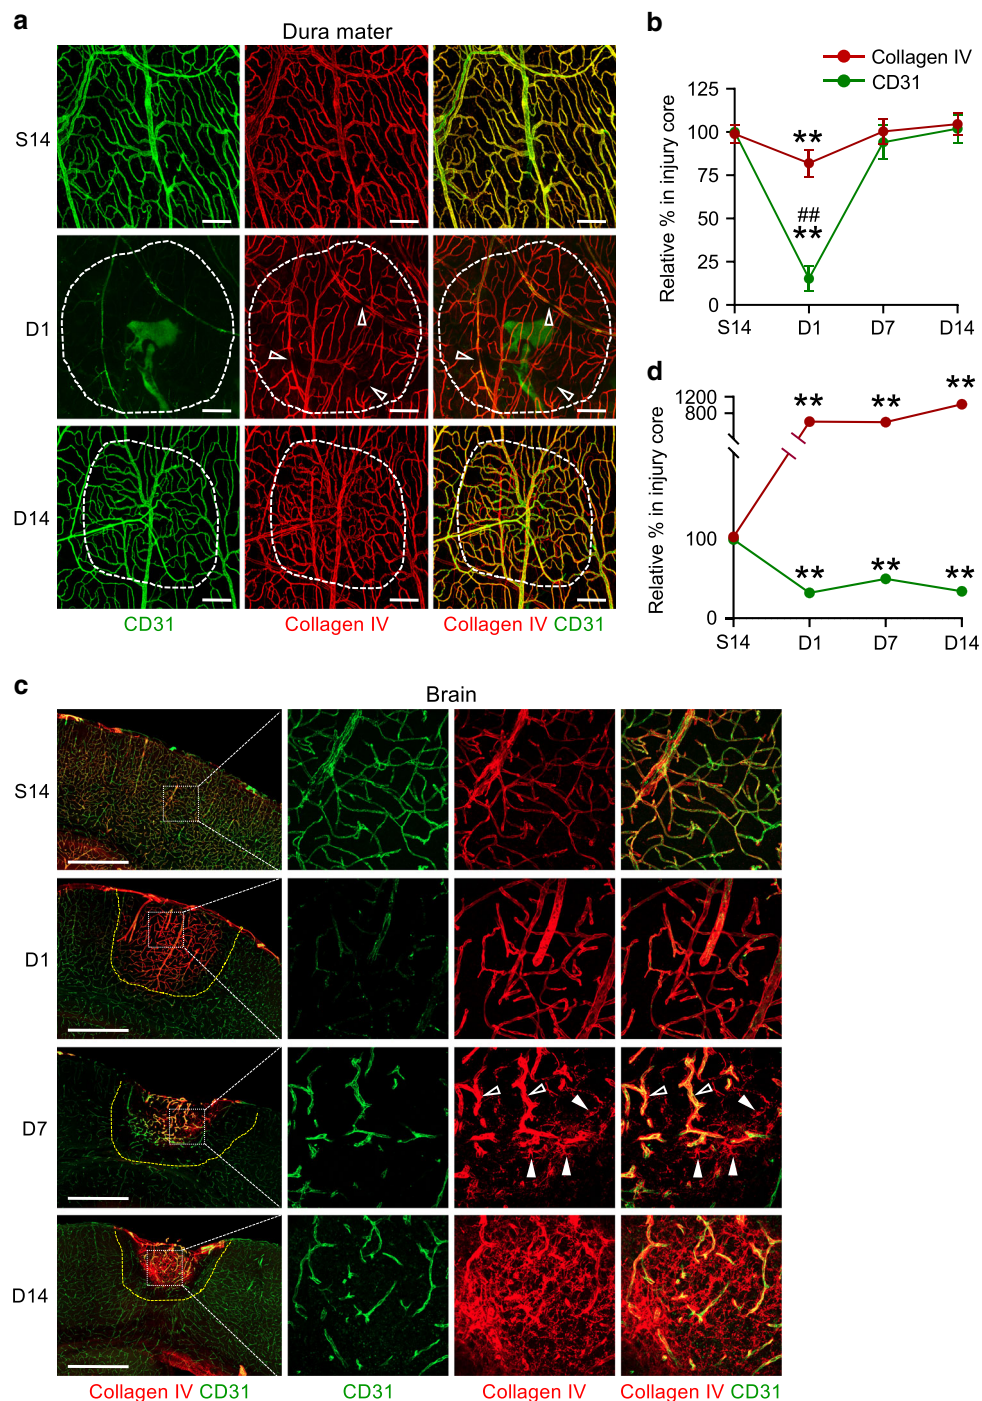 a
Dura mater
S14
D1
D14
CD31
Collagen IV
Collagen IV CD31
b
Collagen IV
CD31
Relative % in injury core
125
100
75
50
25
0
**
##
**
S14
D1
D7
D14
d
Relative % in injury core
1200
800
100
0
**
**
**
**
**
**
S14
D1
D7
D14
c
Brain
S14
D1
D7
D14
Collagen IV CD31
CD31
Collagen IV
Collagen IV CD31